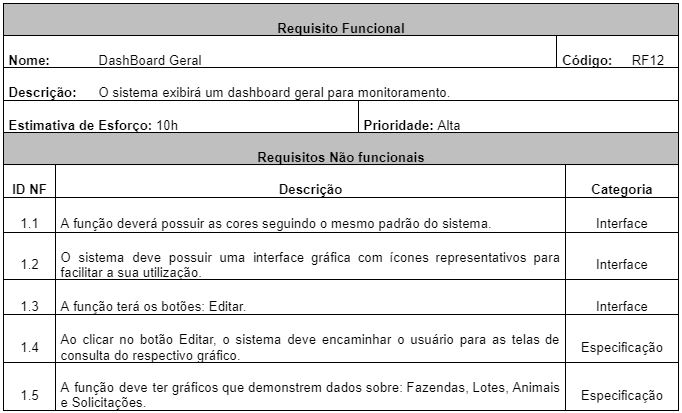 Requisito Funcional
Nome: DashBoard Geral Código: RF12
Descrição: O sistema exibirá um dashboard geral para monitoramento.
Estimativa de Esforço: 10h Prioridade: Alta
Requisitos Não funcionais
ID NF Descrição Categoria
1.1 A função deverá possuir as cores seguindo o mesmo padrão do sistema. Interface
1.2 O sistema deve possuir uma interface gráfica com ícones representativos para
facilitar a sua utilização. Interface
1.3 A função terá os botões: Editar. Interface
1.4 Ao clicar no botão Editar, o sistema deve encaminhar o usuário para as telas de
consulta do respectivo gráfico. Especificação
1.5 A função deve ter gráficos que demonstrem dados sobre: Fazendas, Lotes, Animais
e Solicitações. Especificação